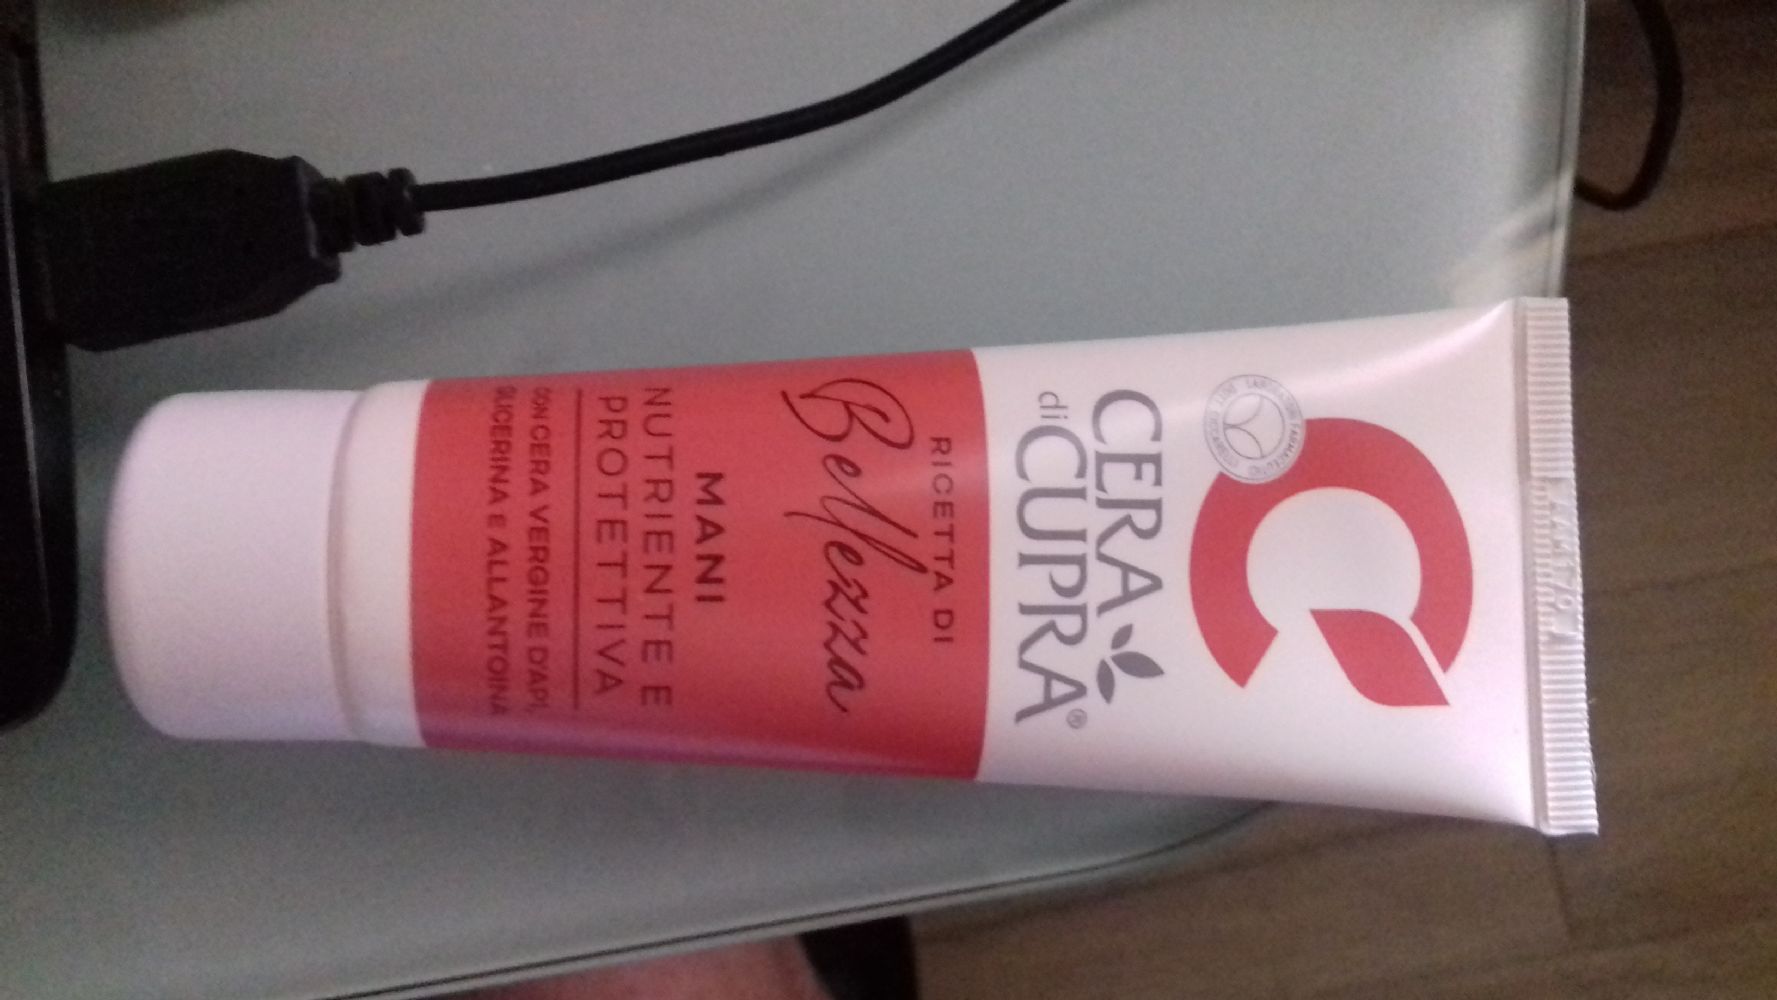 CERA
di CUPRA®
RICETTA DI
Bellezza
MANI
NUTRIENTE E
PROTETTIVA
CON CERA VERGINE D'API,
GLICERINA E ALLANTOINA